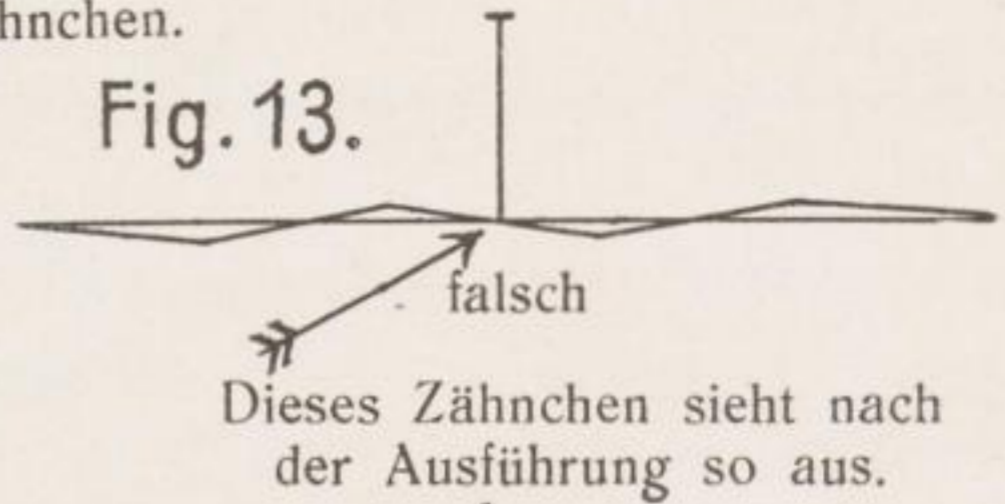 hnchen.
Fig. 13.
falsch
Dieses Zähnchen sieht nach
der Ausführung so aus.